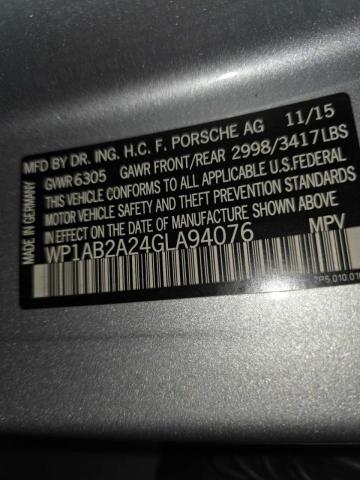 MFD BY DR. ING. H.C. F. PORSCHE AG 11/15
GVWR 6305 GAWR FRONT/REAR 2998/3417LBS
THIS VEHICLE CONFORMS TO ALL APPLICABLE U.S.FEDERAL
MOTOR VEHICLE SAFETY AND THEFT PREVENTION STANDARDS
IN EFFECT ON THE DATE OF MANUFACTURE SHOWN ABOVE
WP1AB2A24GLA94076 MPV
MADE IN GERMANY